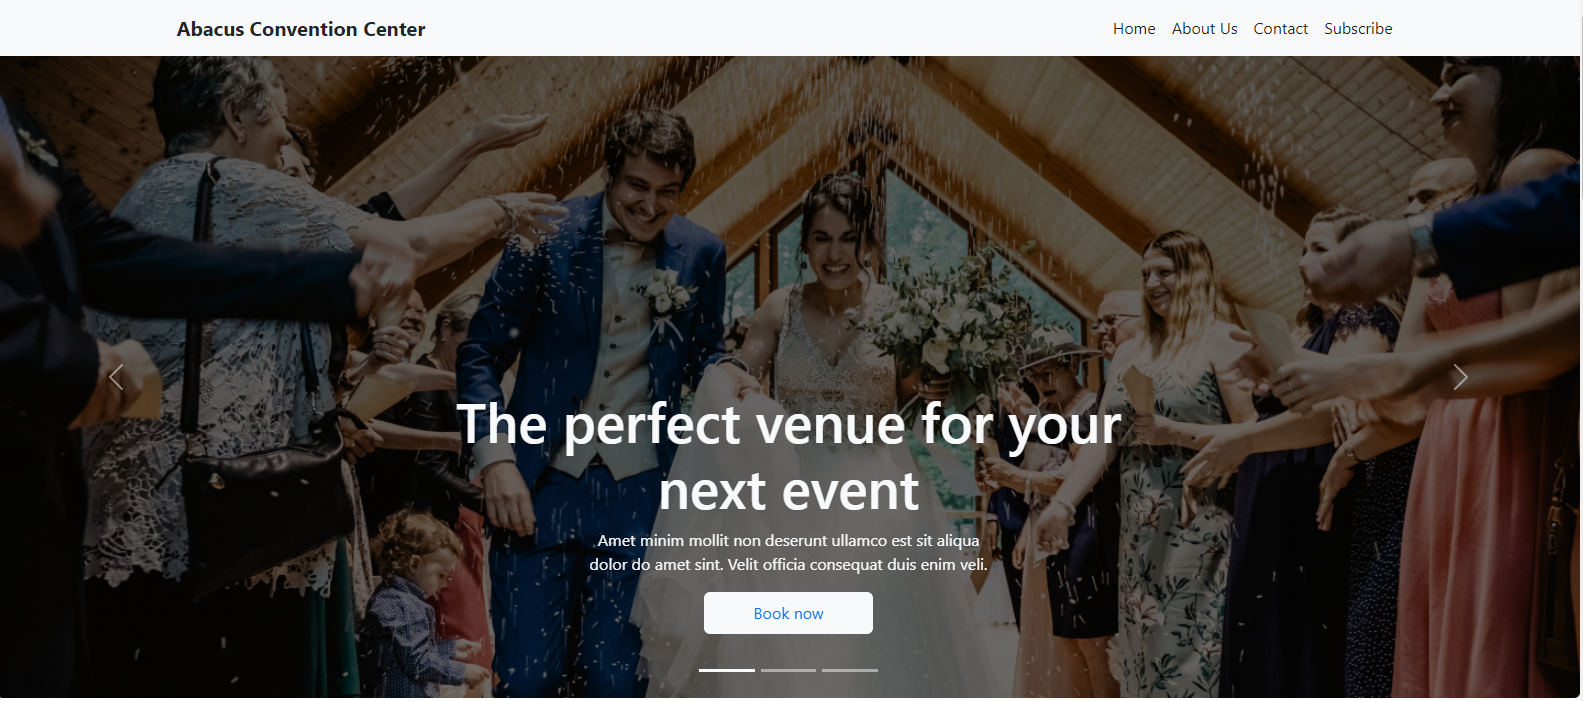 Abacus Convention Center
Home About Us Contact Subscribe
The perfect venue for your
next event
Amet minim mollit non deserunt ullamco est sit aliqua
dolor do amet sint. Velit officia consequat duis enim veli.
Book now